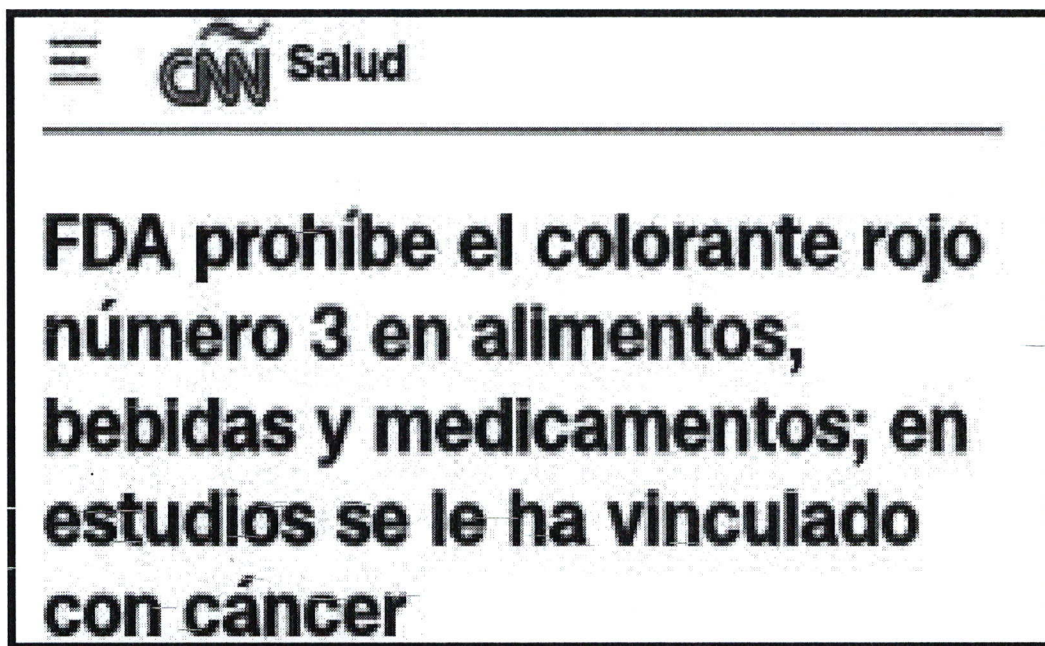 CNN Salud
FDA prohíbe el colorante rojo
número 3 en alimentos,
bebidas y medicamentos; en
estudios se le ha vinculado
con cáncer